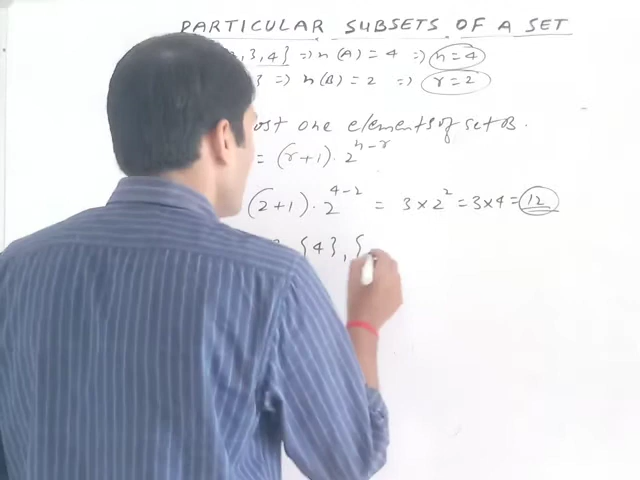 PARTICULAR SUBSETS OF A SET
, 3, 4} => n(A) = 4 => n = 4
} => n(B) = 2 => r = 2
ost one elements of set B.
= (r+1) · 2^{n-r}
(2+1) · 2^{4-2} = 3 × 2^2 = 3×4 = 12
{4}, {